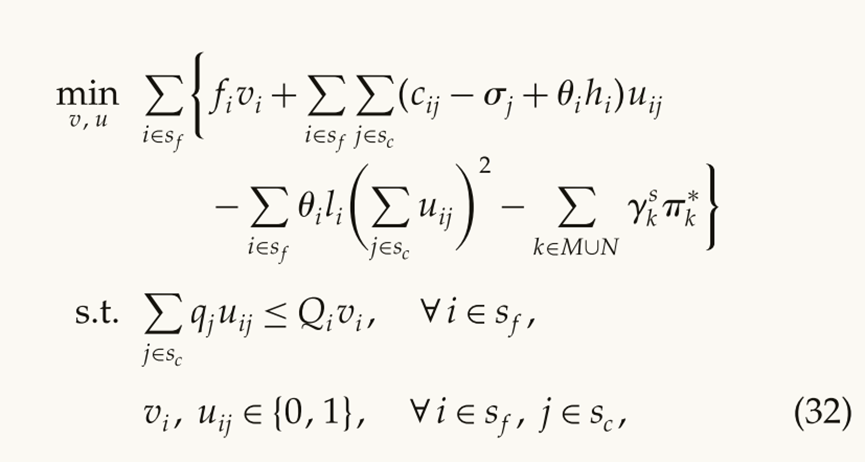 min_{v, u} ∑_{i∈s_f} { f_i v_i + ∑_{i∈s_f} ∑_{j∈s_c} (c_{ij} − σ_j + θ_i h_i) u_{ij}
− ∑_{i∈s_f} θ_i l_i ( ∑_{j∈s_c} u_{ij} )^2 − ∑_{k∈M∪N} γ_k^s π_k^* }
s.t. ∑_{j∈s_c} q_j u_{ij} ≤ Q_i v_i, ∀ i ∈ s_f,
v_i, u_{ij} ∈ {0, 1}, ∀ i ∈ s_f, j ∈ s_c, (32)